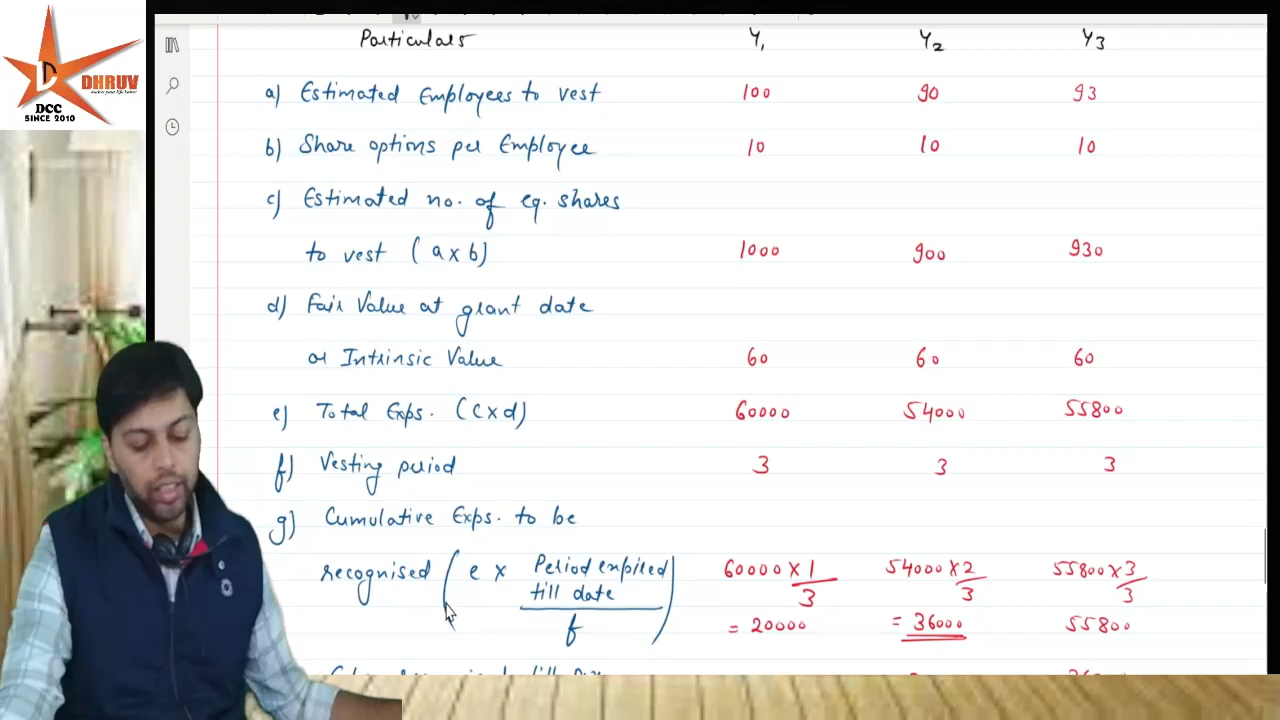 D
DHRUV
DCC
SINCE 2010
Particulars Y1 Y2 Y3
a) Estimated Employees to vest 100 90 93
b) Share options per Employee 10 10 10
c) Estimated no. of eq. shares
to vest (a x b) 1000 900 930
d) Fair Value at grant date
or Intrinsic Value 60 60 60
e) Total Exps. (c x d) 60000 54000 55800
f) Vesting period 3 3 3
g) Cumulative Exps. to be
recognised ( e x Period expired till date / f ) 60000 x 1/3 54000 x 2/3 55800 x 3/3
= 20000 = 36000 55800